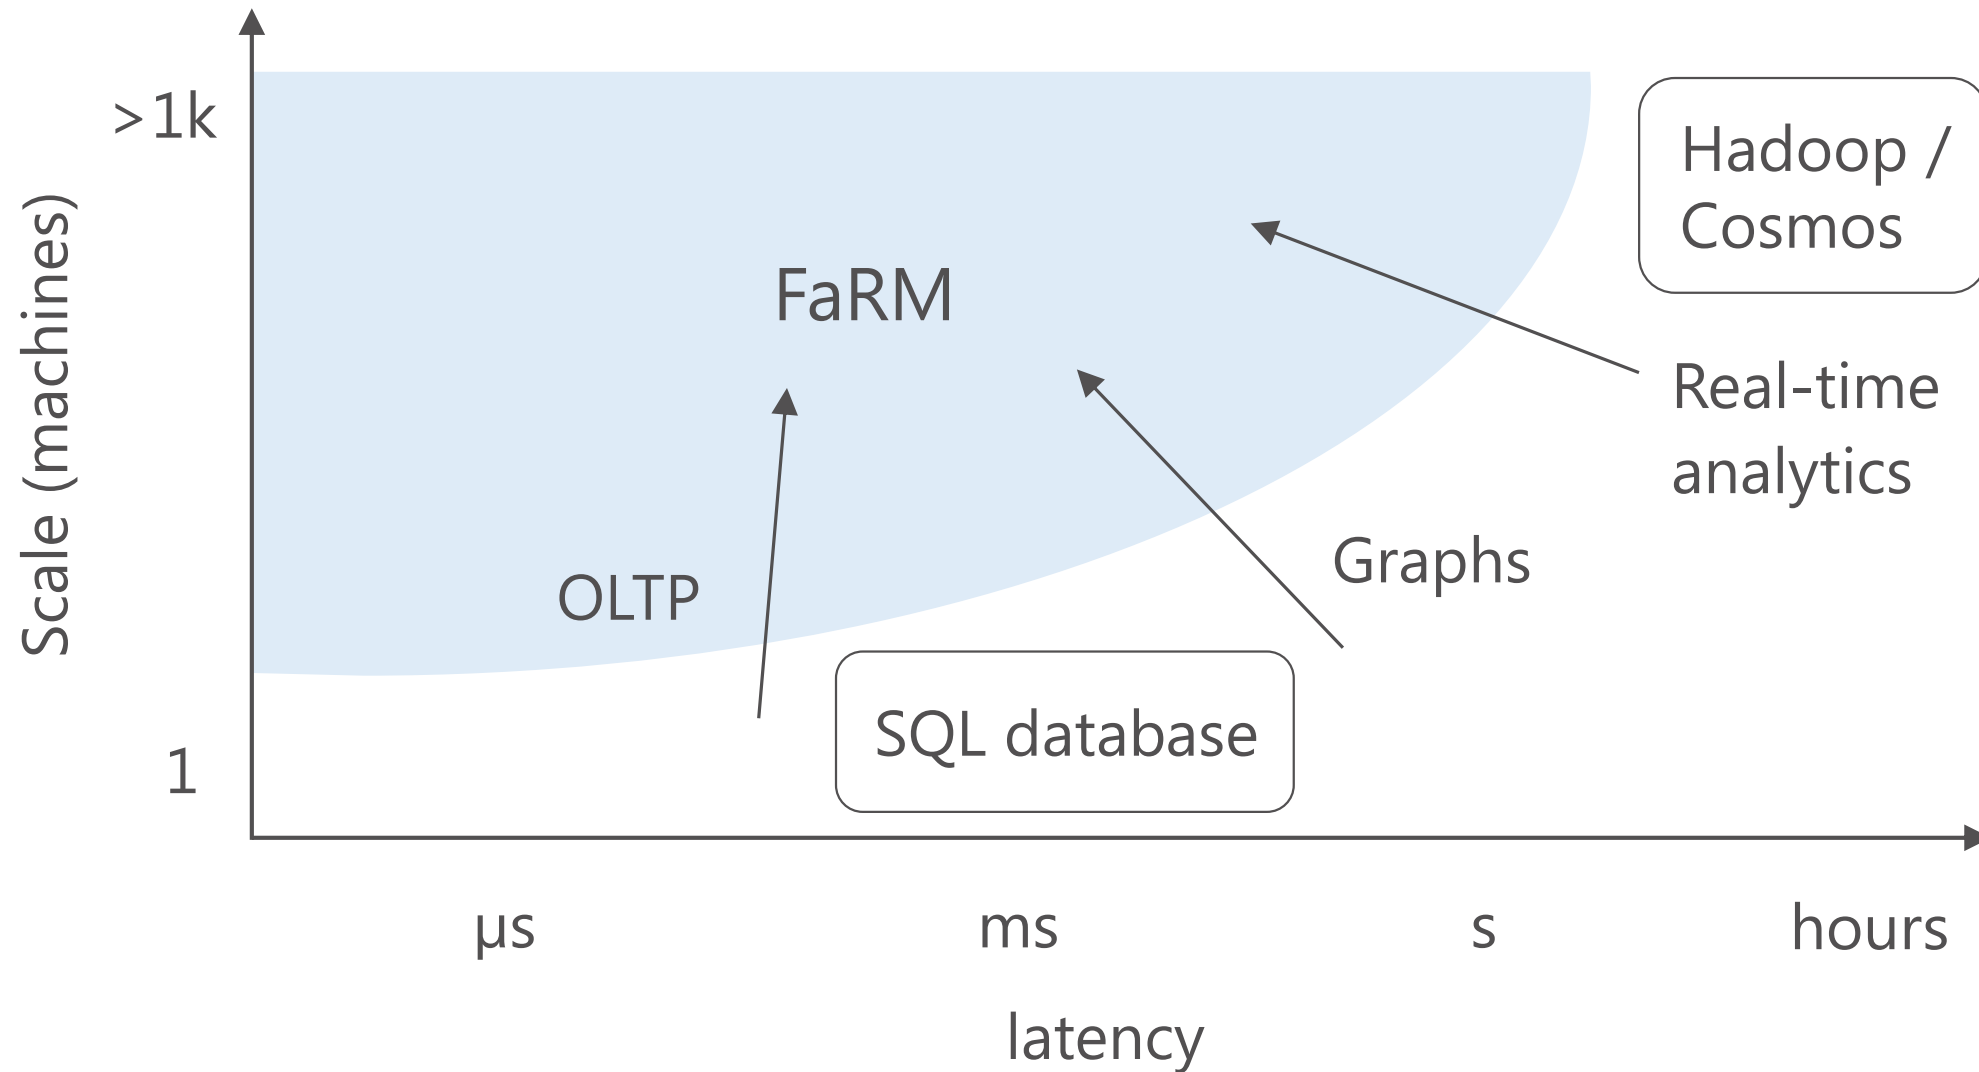 >1k
Hadoop /
Cosmos
Scale (machines)
FaRM
Real-time
analytics
Graphs
OLTP
SQL database
1
µs
ms
s
hours
latency